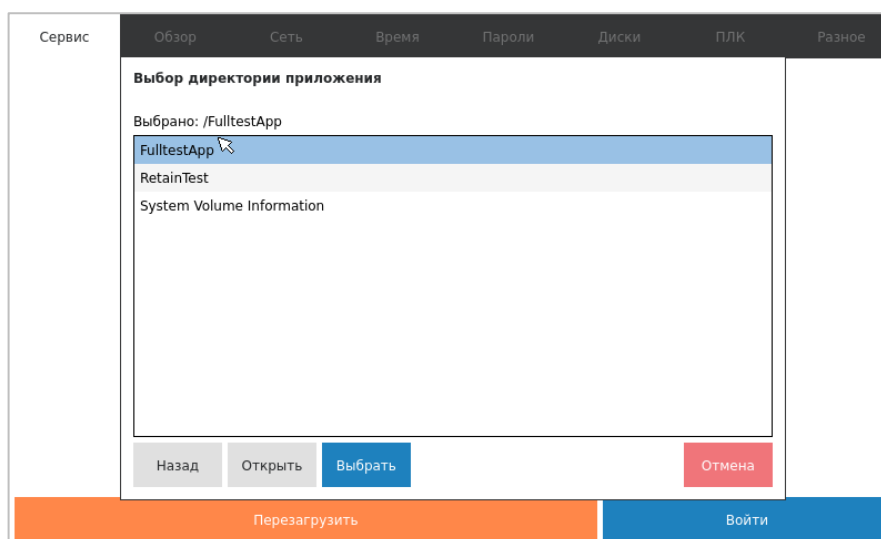 Сервис Обзор Сеть Время Пароли Диски ПЛК Разное
Выбор директории приложения
Выбрано: /FulltestApp
FulltestApp
RetainTest
System Volume Information
Назад Открыть Выбрать Отмена
Перезагрузить Войти